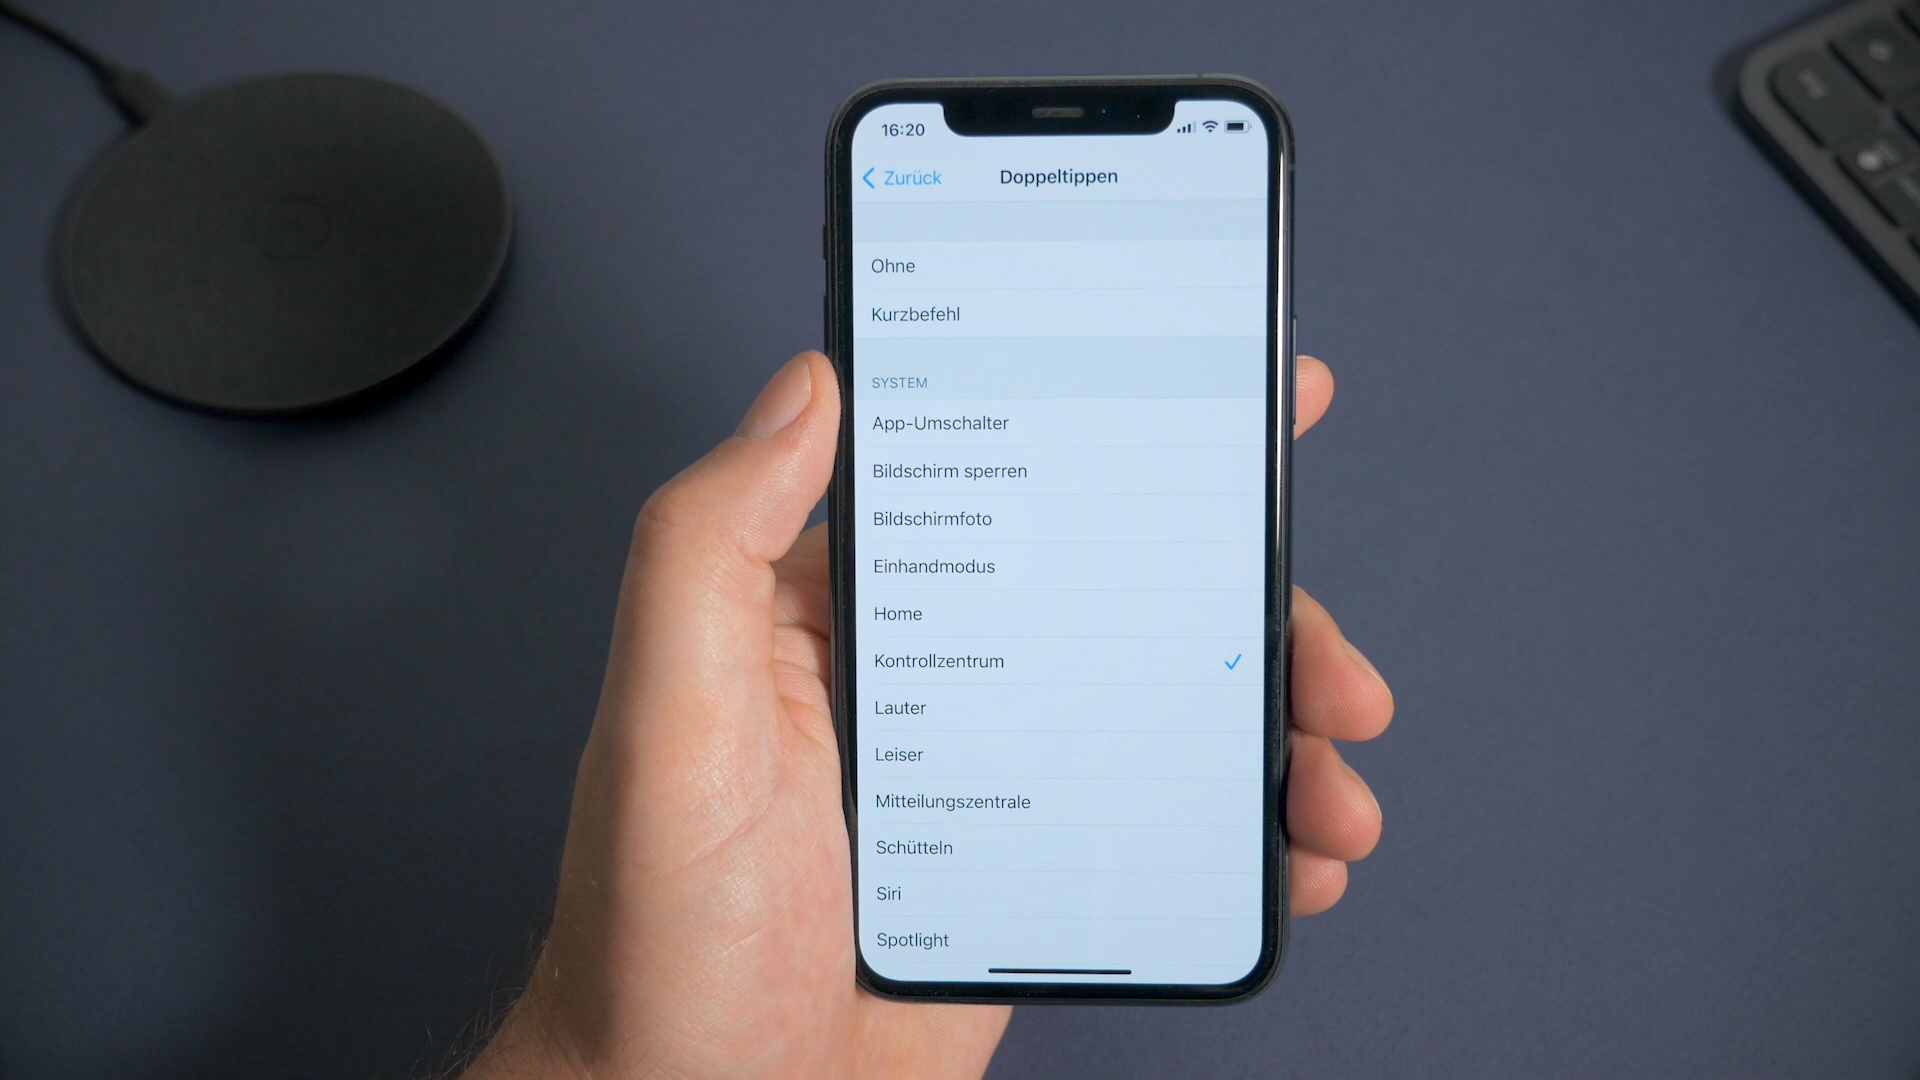 16:20
Zurück
Doppeltippen
Ohne
Kurzbefehl
SYSTEM
App-Umschalter
Bildschirm sperren
Bildschirmfoto
Einhandmodus
Home
Kontrollzentrum
Lauter
Leiser
Mitteilungszentrale
Schütteln
Siri
Spotlight